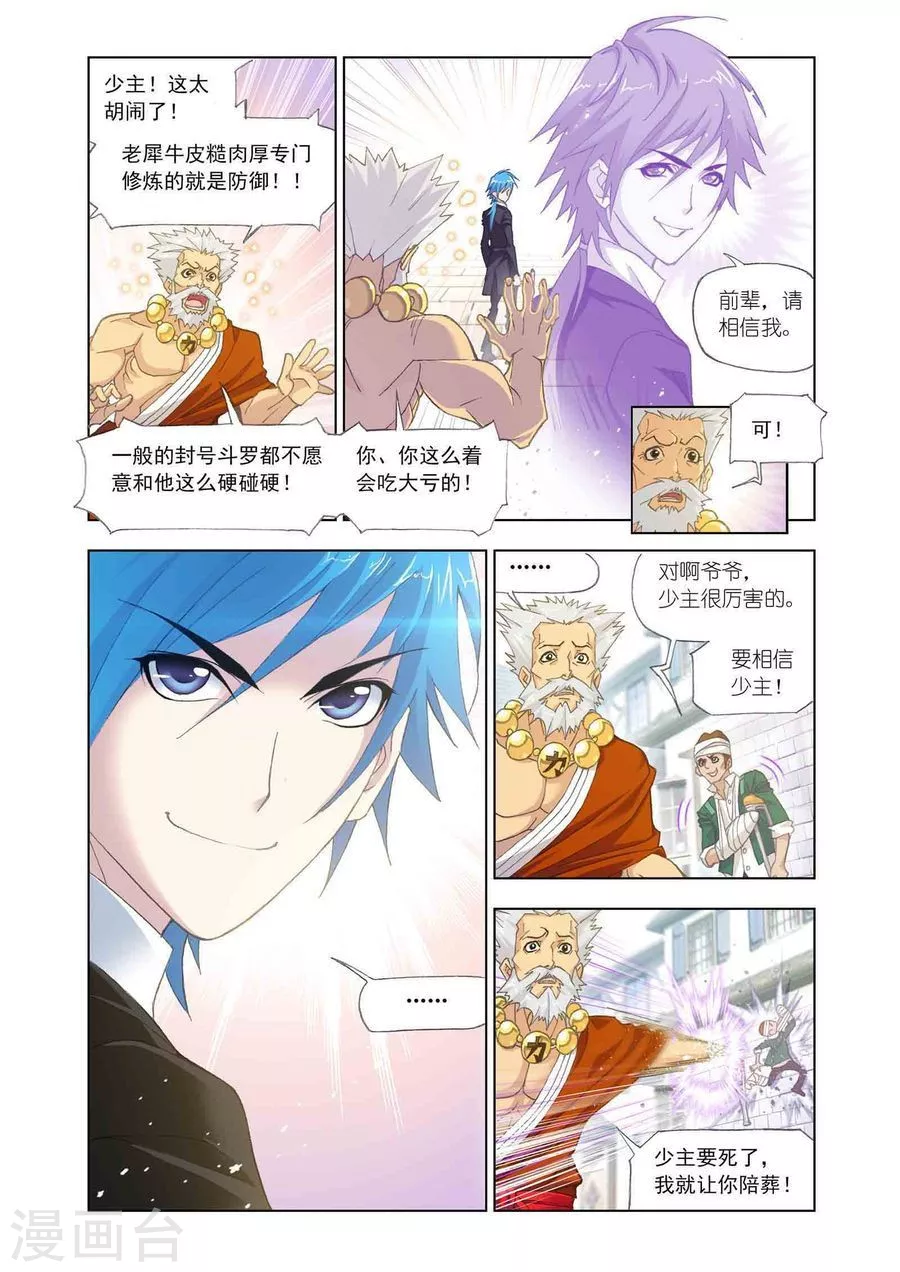 少主！这太
胡闹了！
老犀牛皮糙肉厚专门
修炼的就是防御！！
一般的封号斗罗都不愿
意和他这么硬碰硬！
力
你、你这么着
会吃大亏的！
前辈，请
相信我。
可！
……
……
对啊爷爷，
少主很厉害的。
要相信
少主！
力
力
少主要死了，
我就让你陪葬！
漫画台